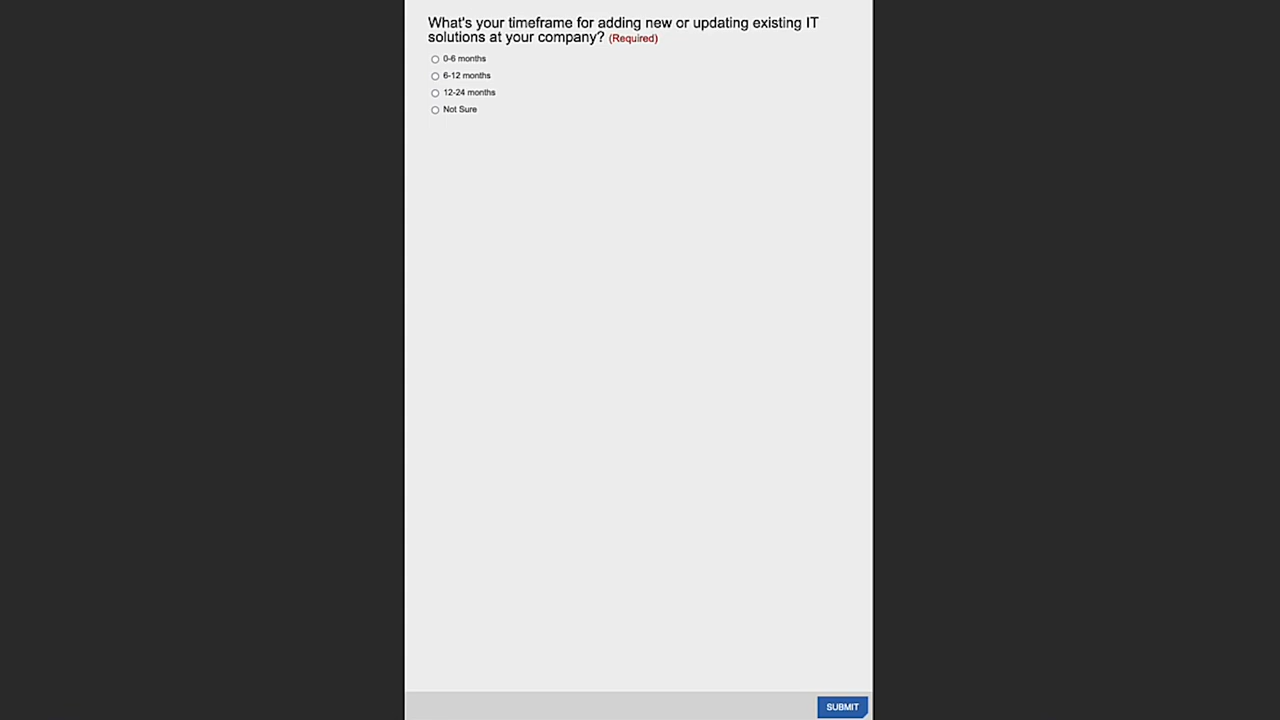 What's your timeframe for adding new or updating existing IT
solutions at your company? (Required)
0-6 months
6-12 months
12-24 months
Not Sure
SUBMIT